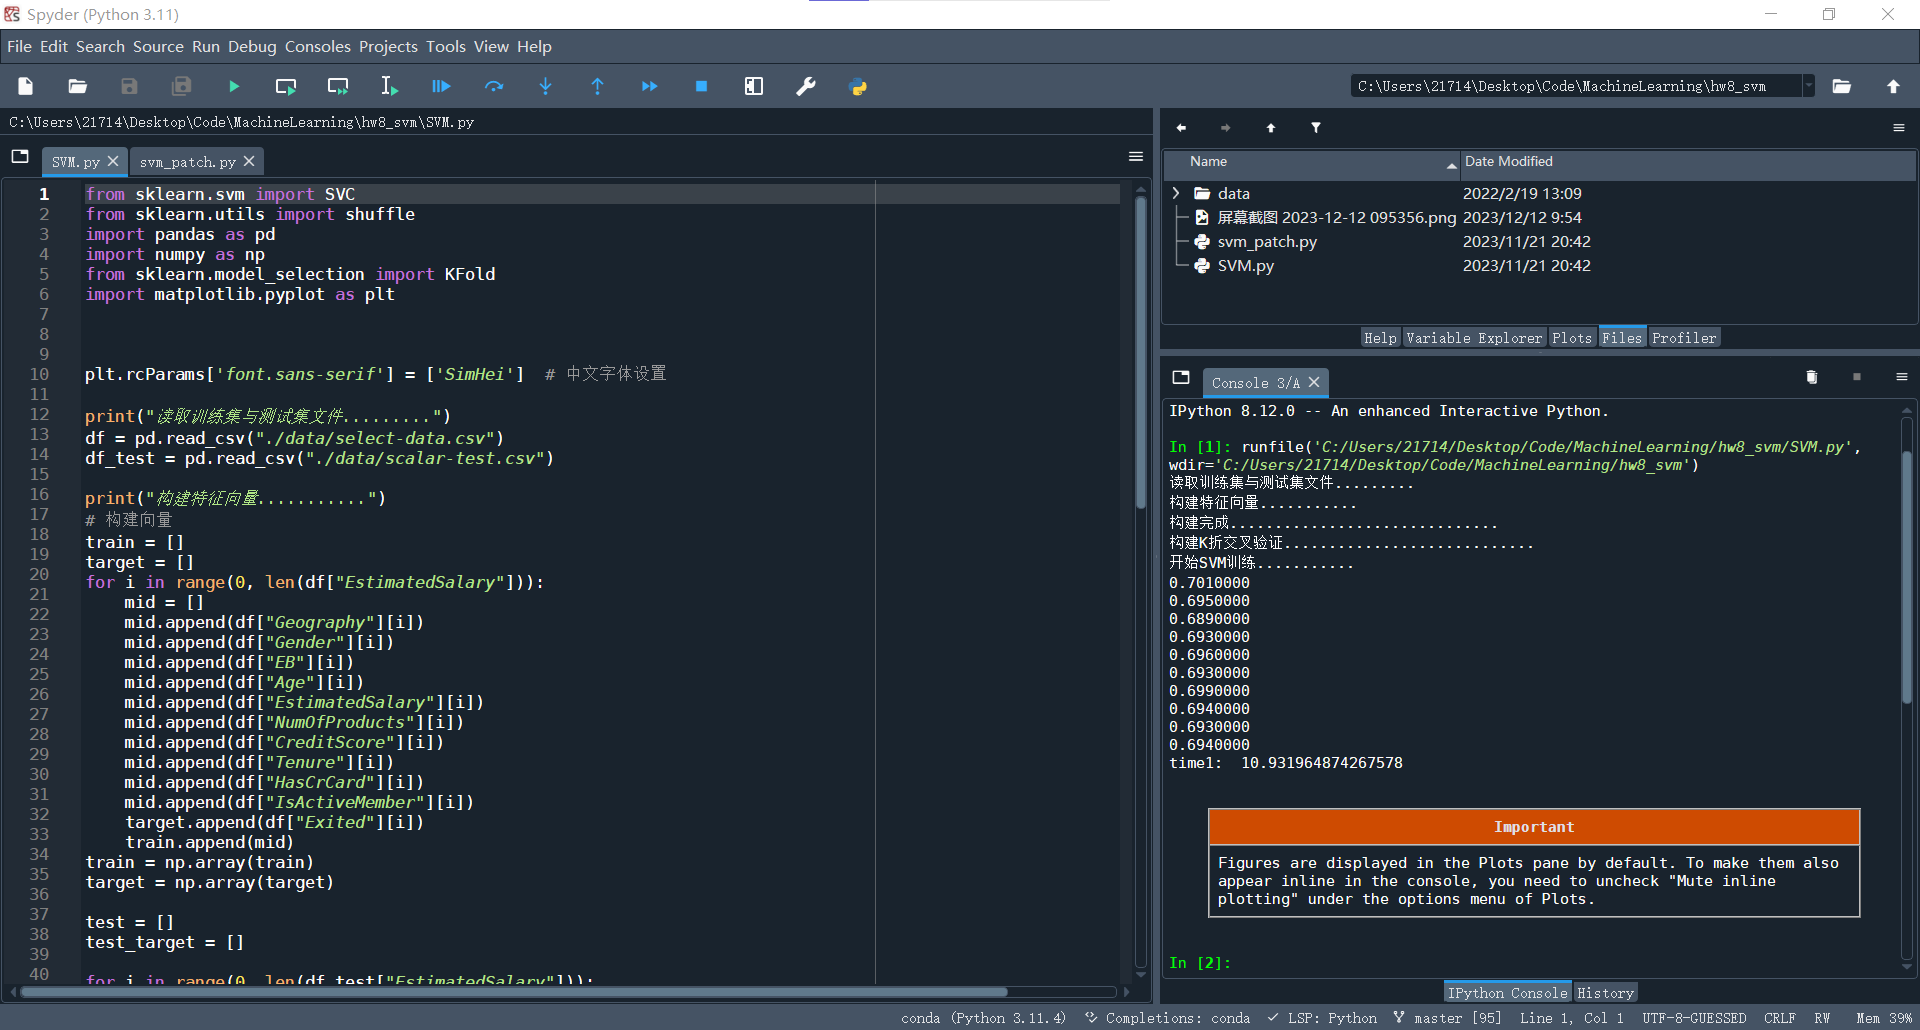 Spyder (Python 3.11)
File Edit Search Source Run Debug Consoles Projects Tools View Help
C:\Users\21714\Desktop\Code\MachineLearning\hw8_svm
C:\Users\21714\Desktop\Code\MachineLearning\hw8_svm\SVM.py
SVM.py
svm_patch.py
1 from sklearn.svm import SVC
2 from sklearn.utils import shuffle
3 import pandas as pd
4 import numpy as np
5 from sklearn.model_selection import KFold
6 import matplotlib.pyplot as plt
7
8
9
10 plt.rcParams['font.sans-serif'] = ['SimHei']  # 中文字体设置
11
12 print("读取训练集与测试集文件.........")
13 df = pd.read_csv("./data/select-data.csv")
14 df_test = pd.read_csv("./data/scalar-test.csv")
15
16 print("构建特征向量...........")
17 # 构建向量
18 train = []
19 target = []
20 for i in range(0, len(df["EstimatedSalary"])):
21     mid = []
22     mid.append(df["Geography"][i])
23     mid.append(df["Gender"][i])
24     mid.append(df["EB"][i])
25     mid.append(df["Age"][i])
26     mid.append(df["EstimatedSalary"][i])
27     mid.append(df["NumOfProducts"][i])
28     mid.append(df["CreditScore"][i])
29     mid.append(df["Tenure"][i])
30     mid.append(df["HasCrCard"][i])
31     mid.append(df["IsActiveMember"][i])
32     target.append(df["Exited"][i])
33     train.append(mid)
34 train = np.array(train)
35 target = np.array(target)
36
37 test = []
38 test_target = []
39
40 for i in range(0, len(df_test["EstimatedSalary"])):
Name Date Modified
data 2022/2/19 13:09
屏幕截图 2023-12-12 095356.png 2023/12/12 9:54
svm_patch.py 2023/11/21 20:42
SVM.py 2023/11/21 20:42
Help Variable Explorer Plots Files Profiler
Console 3/A
IPython 8.12.0 -- An enhanced Interactive Python.
In [1]: runfile('C:/Users/21714/Desktop/Code/MachineLearning/hw8_svm/SVM.py',
wdir='C:/Users/21714/Desktop/Code/MachineLearning/hw8_svm')
读取训练集与测试集文件.........
构建特征向量...........
构建完成..............................
构建K折交叉验证............................
开始SVM训练...........
0.7010000
0.6950000
0.6890000
0.6930000
0.6960000
0.6930000
0.6990000
0.6940000
0.6930000
0.6940000
time1:  10.931964874267578
Important
Figures are displayed in the Plots pane by default. To make them also
appear inline in the console, you need to uncheck "Mute inline
plotting" under the options menu of Plots.
In [2]:
IPython Console History
conda (Python 3.11.4) Completions: conda LSP: Python master [95] Line 1, Col 1 UTF-8-GUESSED CRLF RW Mem 39%